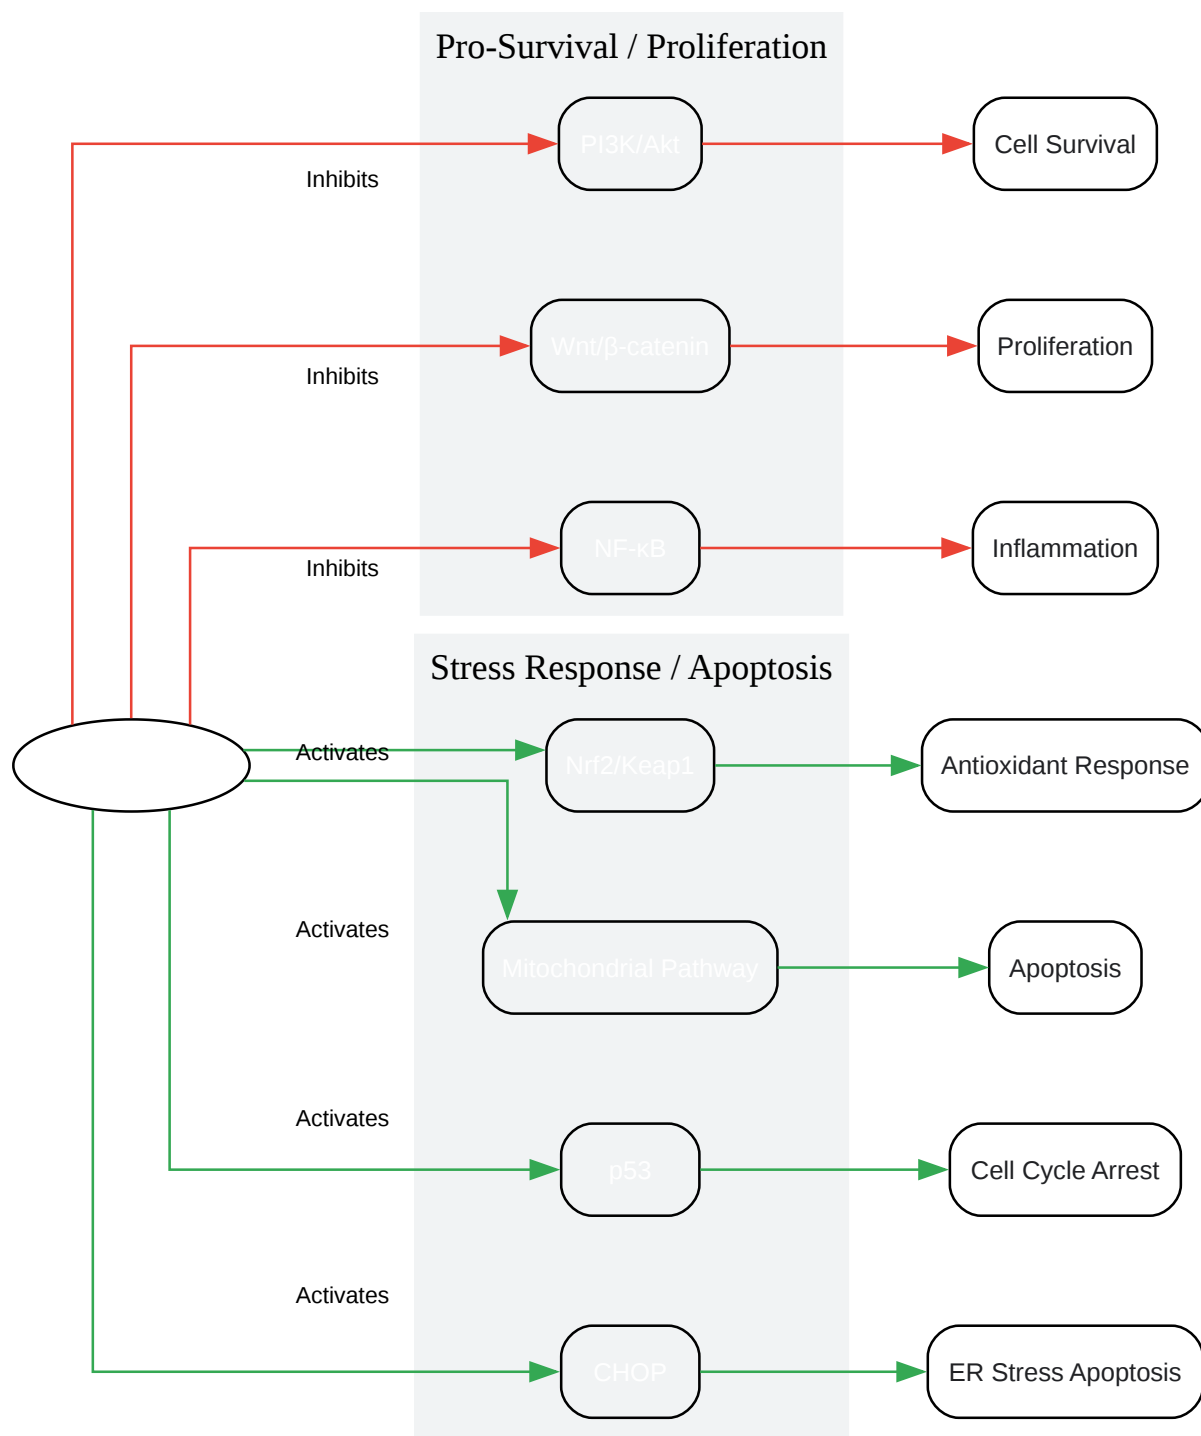 Pro-Survival / Proliferation
PI3K/Akt
Cell Survival
Inhibits
Wnt/β-catenin
Proliferation
Inhibits
NF-κB
Inflammation
Inhibits
Stress Response / Apoptosis
Activates
Nrf2/Keap1
Antioxidant Response
Activates
Mitochondrial Pathway
Apoptosis
Activates
p53
Cell Cycle Arrest
Activates
CHOP
ER Stress Apoptosis